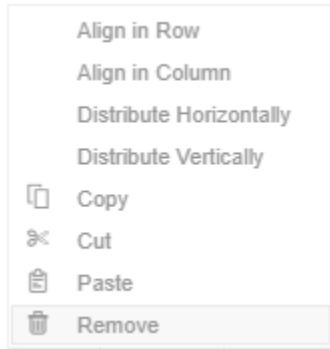 Align in Row
Align in Column
Distribute Horizontally
Distribute Vertically
Copy
Cut
Paste
Remove